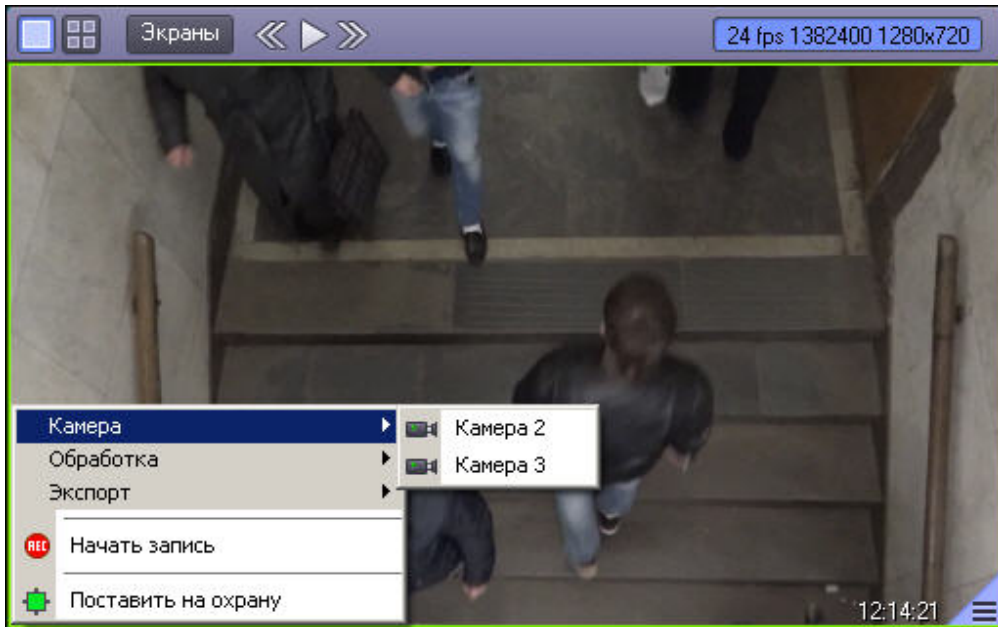 Экраны
24 fps 1382400 1280x720
Камера
Камера 2
Обработка
Камера 3
Экспорт
REC Начать запись
Поставить на охрану
12:14:21